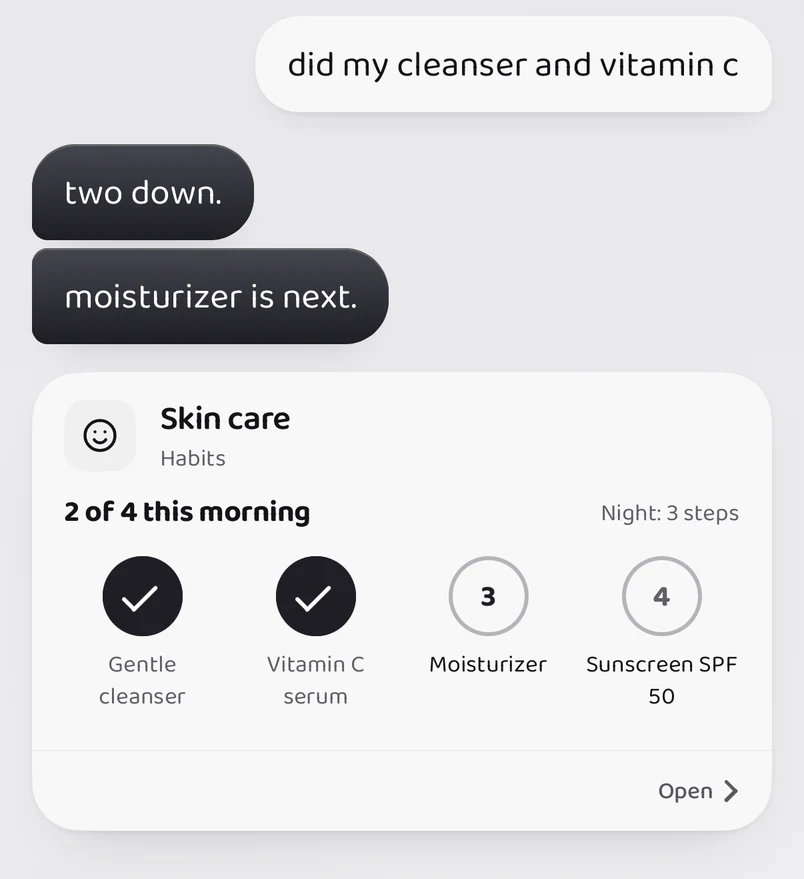 did my cleanser and vitamin c
two down.
moisturizer is next.
Skin care
Habits
2 of 4 this morning
Night: 3 steps
3
4
Gentle
cleanser
Vitamin C
serum
Moisturizer
Sunscreen SPF
50
Open